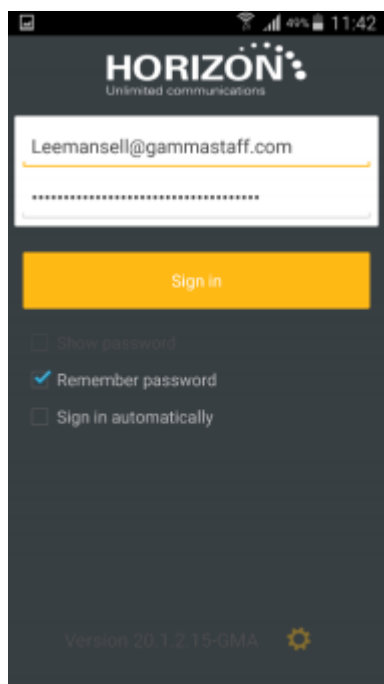 49% 11:42
HORIZON
Unlimited communications
Leemansell@gammastaff.com
Sign in
Show password
Remember password
Sign in automatically
Version 20.1.2.15-GMA